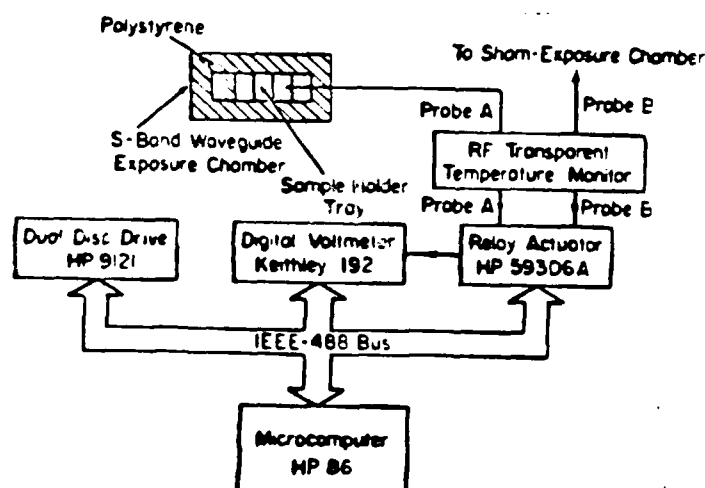 Polystyrene
To Sham-Exposure Chamber
Probe A
Probe B
S-Band Waveguide
Exposure Chamber
RF Transparent
Temperature Monitor
Sample Holder
Tray
Probe A
Probe B
Dual Disc Drive
HP 9121
Digital Voltmeter
Keithley 192
Relay Actuator
HP 59306A
IEEE-488 Bus
Microcomputer
HP 86